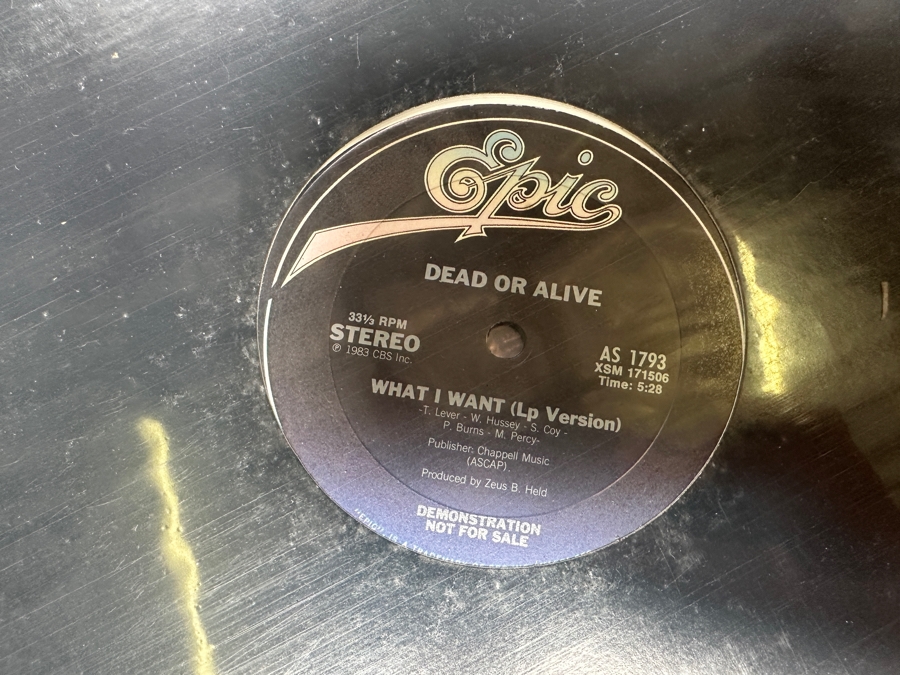 Epic
DEAD OR ALIVE
33⅓ RPM
STEREO
℗ 1983 CBS Inc.
AS 1793
XSM 171506
Time: 5:28
WHAT I WANT (Lp Version)
-T. Lever - W. Hussey - S. Coy -
P. Burns - M. Percy-
Publisher: Chappell Music
(ASCAP)
Produced by Zeus B. Held
DEMONSTRATION
NOT FOR SALE
"EPIC" IS A